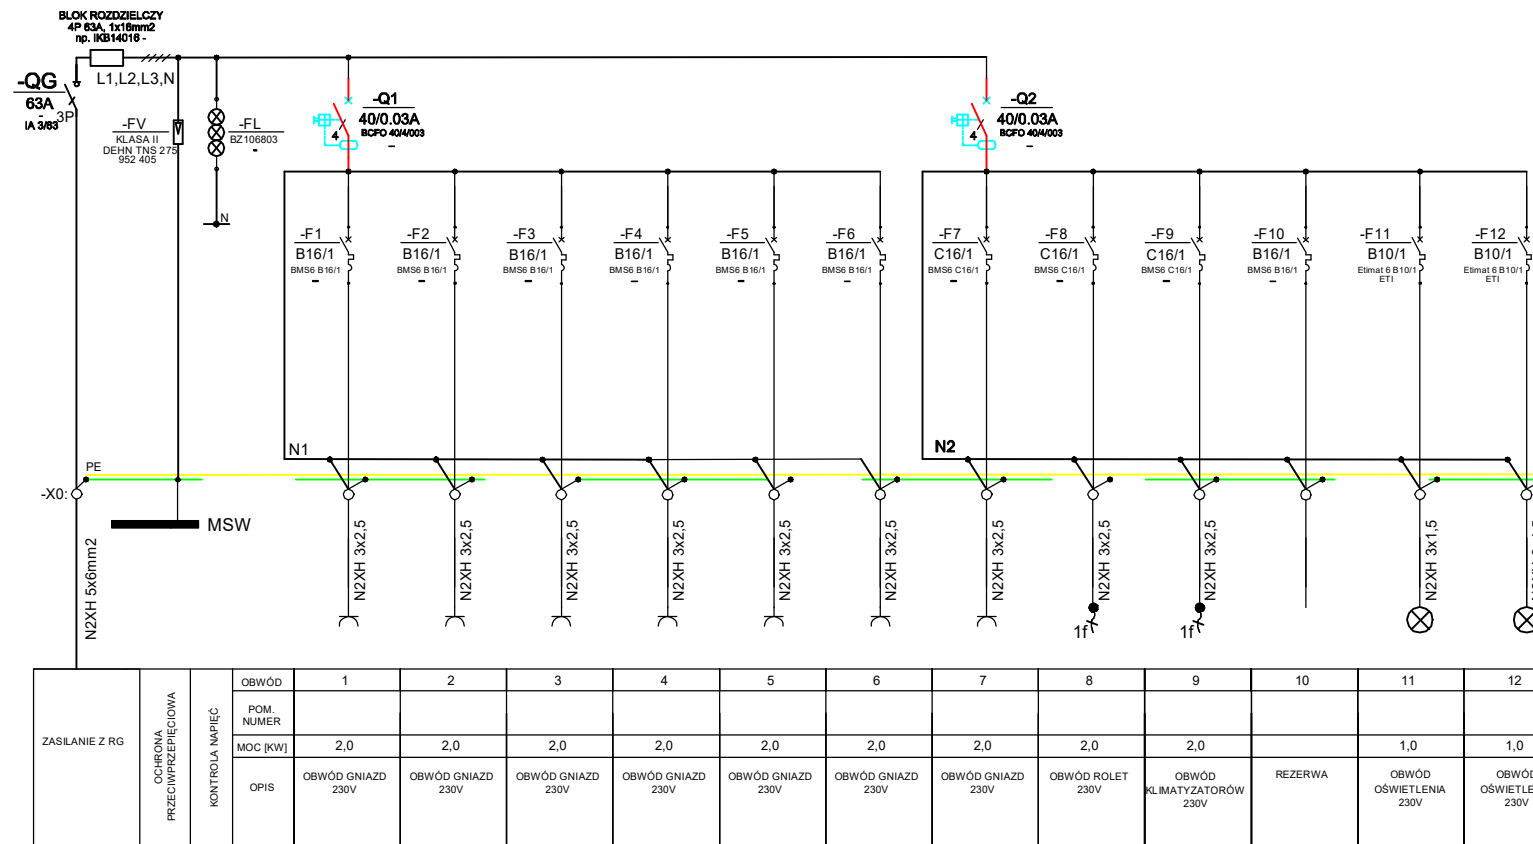 BLOK ROZDZIELCZY
4P 63A, 1x16mm2
np. IKB14016 -
L1,L2,L3,N
-QG
63A
-
IA 3/63
3P
-FV
KLASA II
DEHN TNS 275
952 405
-FL
BZ106803
-
N
-Q1
40/0.03A
BCFO 40/4/003
-
4
-Q2
40/0.03A
BCFO 40/4/003
-
4
-F1
B16/1
BMS6 B16/1
-
-F2
B16/1
BMS6 B16/1
-
-F3
B16/1
BMS6 B16/1
-
-F4
B16/1
BMS6 B16/1
-
-F5
B16/1
BMS6 B16/1
-
-F6
B16/1
BMS6 B16/1
-
-F7
C16/1
BMS6 C16/1
-
-F8
C16/1
BMS6 C16/1
-
-F9
C16/1
BMS6 C16/1
-
-F10
B16/1
BMS6 B16/1
-
-F11
B10/1
Etimat 6 B10/1
ETI
-F12
B10/1
Etimat 6 B10/1
ETI
N1
N2
PE
-X0:
MSW
N2XH 5x6mm2
N2XH 3x2,5
N2XH 3x2,5
N2XH 3x2,5
N2XH 3x2,5
N2XH 3x2,5
N2XH 3x2,5
N2XH 3x2,5
N2XH 3x2,5
N2XH 3x2,5
N2XH 3x1,5
1f
1f
ZASILANIE Z RG
OCHRONA
PRZECIWPRZEPIĘCIOWA
KONTROLA NAPIĘĆ
OBWÓD 1 2 3 4 5 6 7 8 9 10 11 12
POM.
NUMER
MOC [KW] 2,0 2,0 2,0 2,0 2,0 2,0 2,0 2,0 2,0 1,0 1,0
OPIS
OBWÓD GNIAZD
230V
OBWÓD GNIAZD
230V
OBWÓD GNIAZD
230V
OBWÓD GNIAZD
230V
OBWÓD GNIAZD
230V
OBWÓD GNIAZD
230V
OBWÓD GNIAZD
230V
OBWÓD ROLET
230V
OBWÓD
KLIMATYZATORÓW
230V
REZERWA
OBWÓD
OŚWIETLENIA
230V
OBWÓD
OŚWIETLE
230V